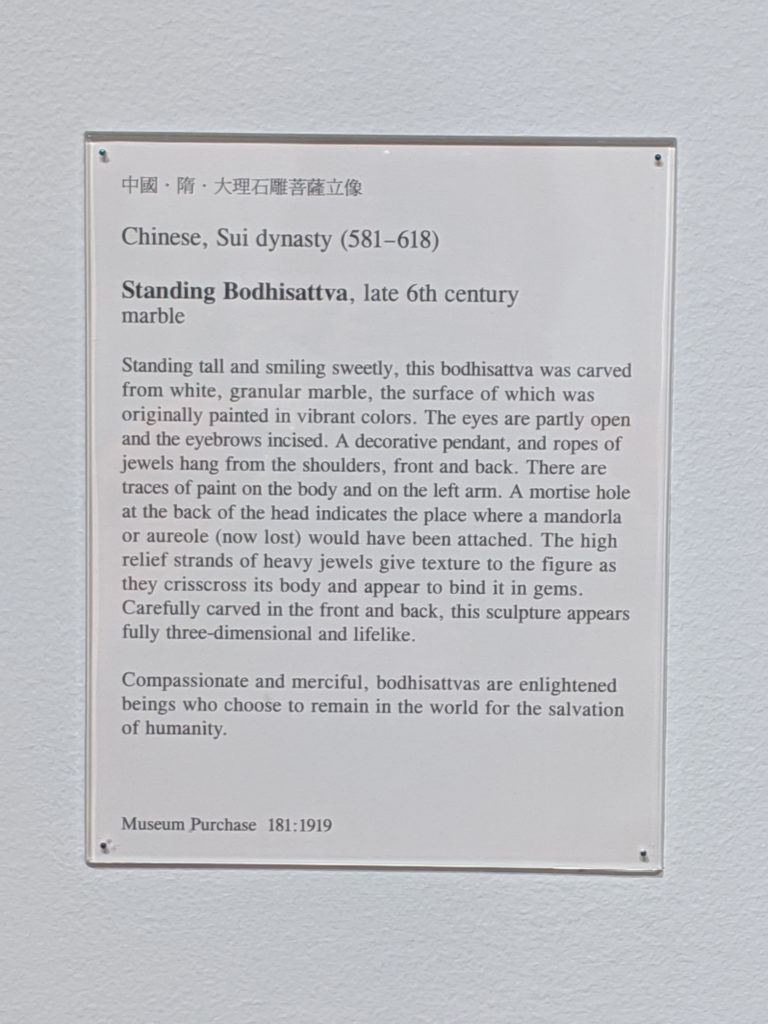 中國 · 隋 · 大理石雕菩薩立像
Chinese, Sui dynasty (581–618)
Standing Bodhisattva, late 6th century
marble
Standing tall and smiling sweetly, this bodhisattva was carved
from white, granular marble, the surface of which was
originally painted in vibrant colors. The eyes are partly open
and the eyebrows incised. A decorative pendant, and ropes of
jewels hang from the shoulders, front and back. There are
traces of paint on the body and on the left arm. A mortise hole
at the back of the head indicates the place where a mandorla
or aureole (now lost) would have been attached. The high
relief strands of heavy jewels give texture to the figure as
they crisscross its body and appear to bind it in gems.
Carefully carved in the front and back, this sculpture appears
fully three-dimensional and lifelike.
Compassionate and merciful, bodhisattvas are enlightened
beings who choose to remain in the world for the salvation
of humanity.
Museum Purchase 181:1919